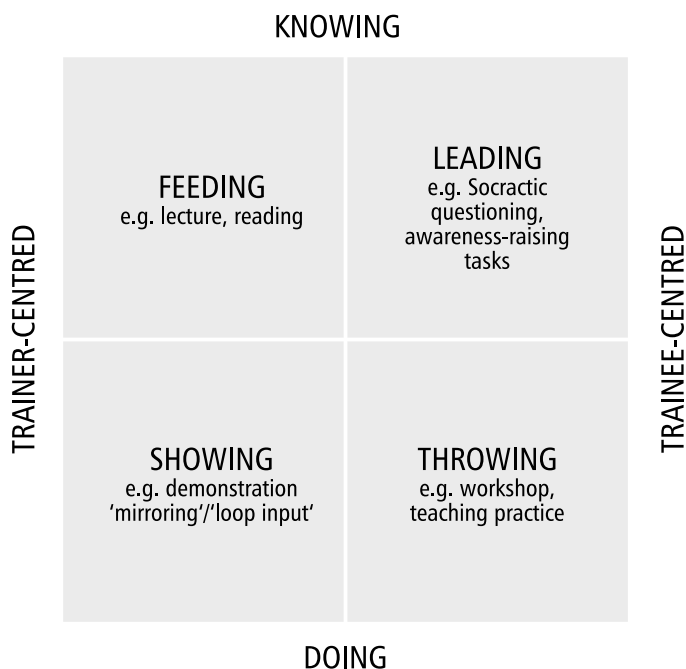 KNOWING
TRAINER-CENTRED
FEEDING
e.g. lecture, reading
LEADING
e.g. Socractic
questioning,
awareness-raising
tasks
TRAINEE-CENTRED
SHOWING
e.g. demonstration
‘mirroring‘/‘loop input‘
THROWING
e.g. workshop,
teaching practice
DOING